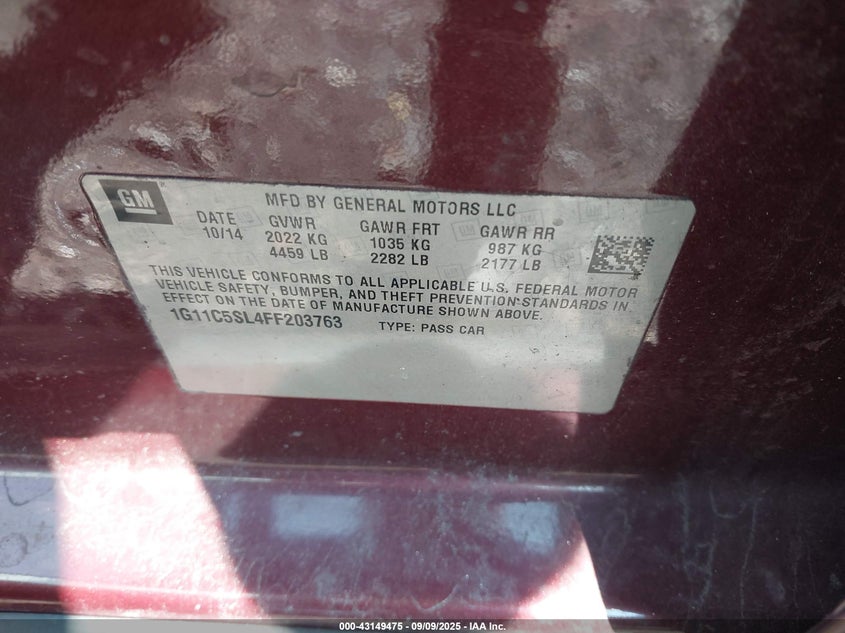 GM
MFD BY GENERAL MOTORS LLC
DATE GVWR GAWR FRT GAWR RR
10/14 2022 KG 1035 KG 987 KG
4459 LB 2282 LB 2177 LB
THIS VEHICLE CONFORMS TO ALL APPLICABLE U.S. FEDERAL MOTOR
VEHICLE SAFETY, BUMPER, AND THEFT PREVENTION STANDARDS IN
EFFECT ON THE DATE OF MANUFACTURE SHOWN ABOVE.
1G11C5SL4FF203763 TYPE: PASS CAR
000-43149475 - 09/09/2025 - IAA Inc.